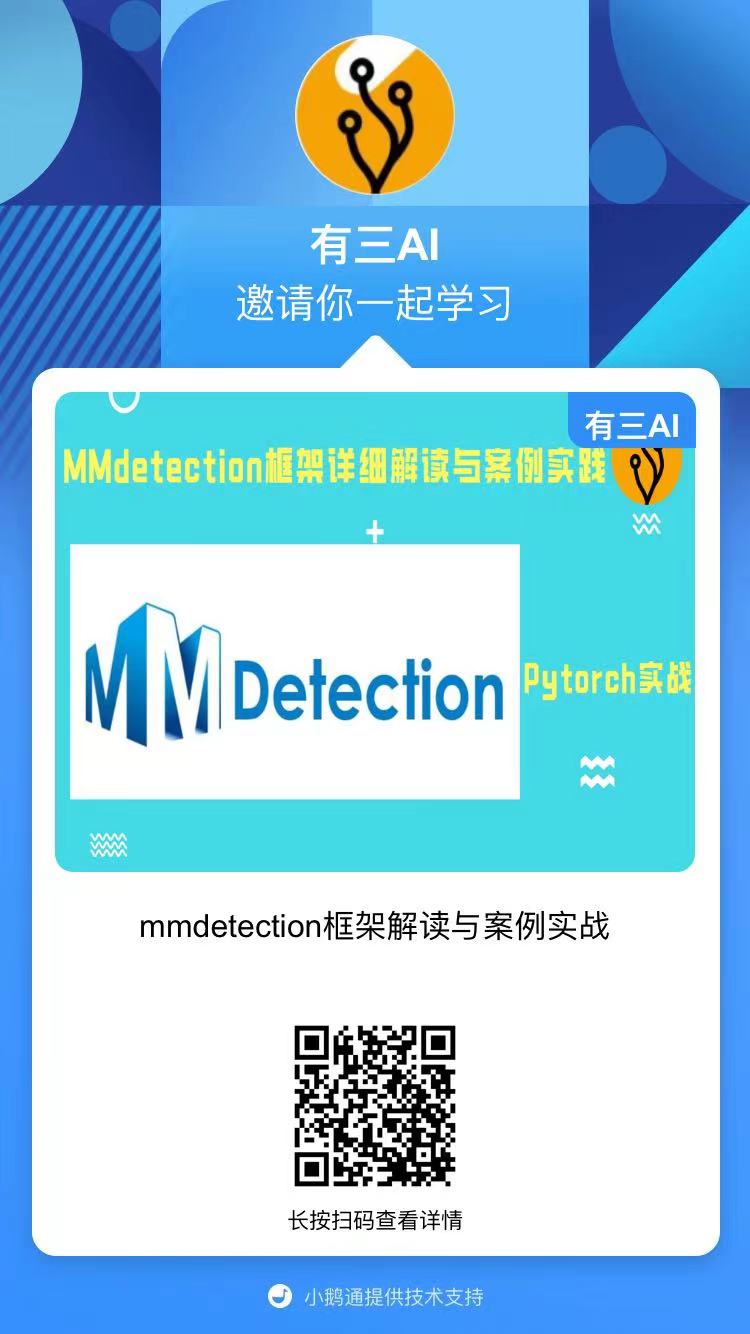 有三AI
邀请你一起学习
有三AI
MMdetection框架详细解读与案例实践
+
MM Detection
Pytorch实战
mmdetection框架解读与案例实战
长按扫码查看详情
小鹅通提供技术支持